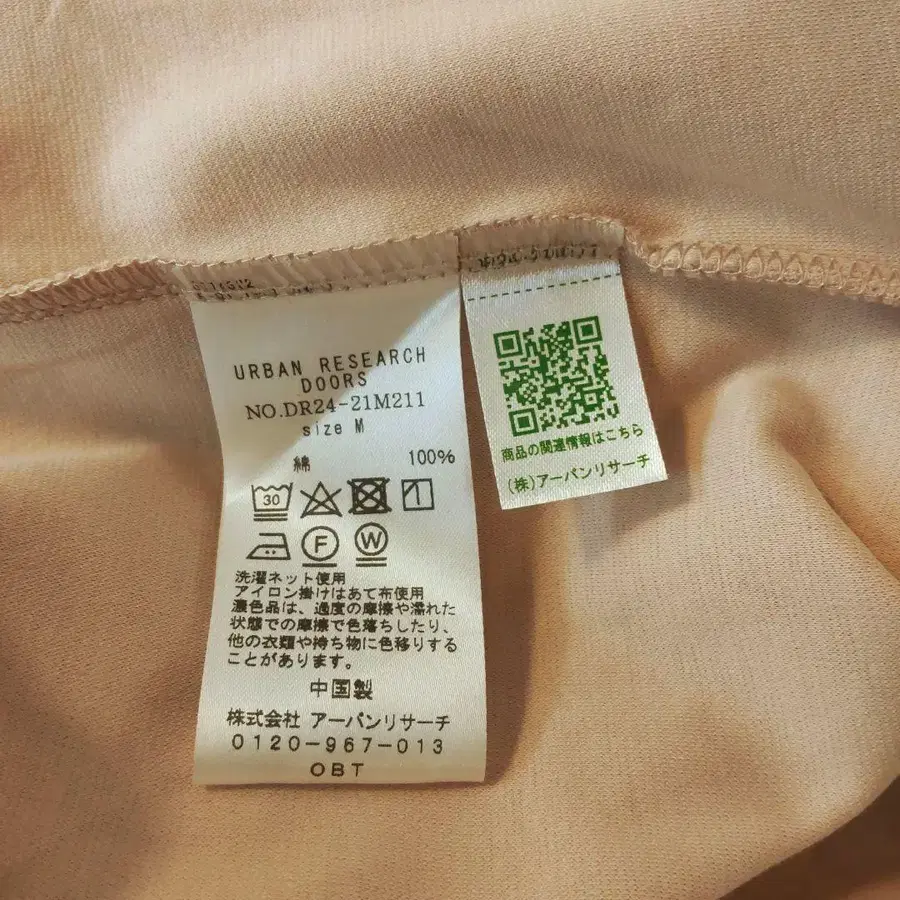 URBAN RESEARCH
DOORS
NO.DR24-21M211
size M
綿 100%
30
F W
洗濯ネット使用
アイロン掛けはあて布使用
濃色品は、過度の摩擦や濡れた
状態での摩擦で色落ちしたり、
他の衣類や持ち物に色移りする
ことがあります。
中国製
株式会社 アーバンリサーチ
0120-967-013
OBT
商品の関連情報はこちら
(株)アーバンリサーチ